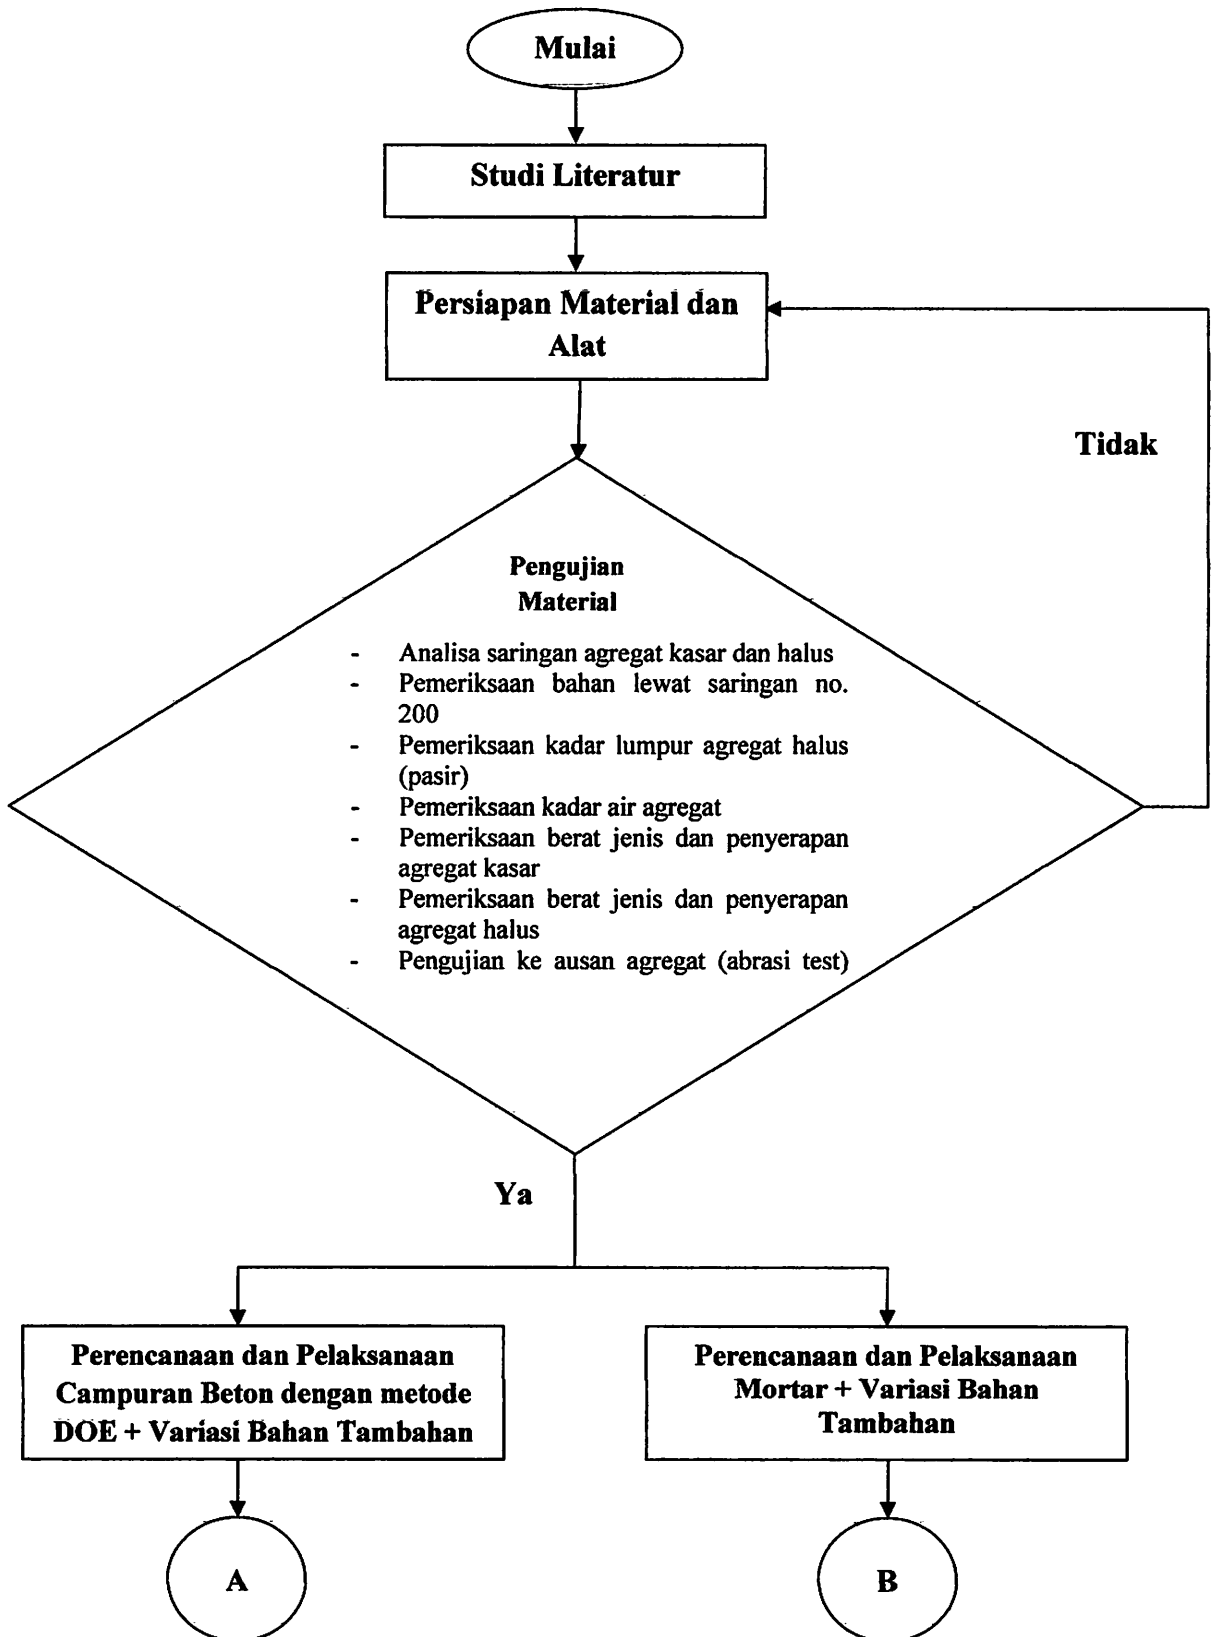 Mulai
Studi Literatur
Persiapan Material dan
Alat
Tidak
Pengujian
Material
- Analisa saringan agregat kasar dan halus
- Pemeriksaan bahan lewat saringan no.
200
- Pemeriksaan kadar lumpur agregat halus
(pasir)
- Pemeriksaan kadar air agregat
- Pemeriksaan berat jenis dan penyerapan
agregat kasar
- Pemeriksaan berat jenis dan penyerapan
agregat halus
- Pengujian ke ausan agregat (abrasi test)
Ya
Perencanaan dan Pelaksanaan
Campuran Beton dengan metode
DOE + Variasi Bahan Tambahan
Perencanaan dan Pelaksanaan
Mortar + Variasi Bahan
Tambahan
A
B